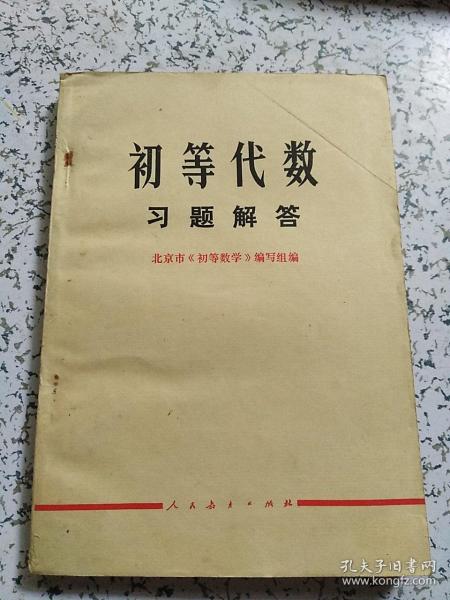 初等代数
习题解答
北京市《初等数学》编写组编
人民教育出版社
孔夫子旧书网
www.kongfz.com